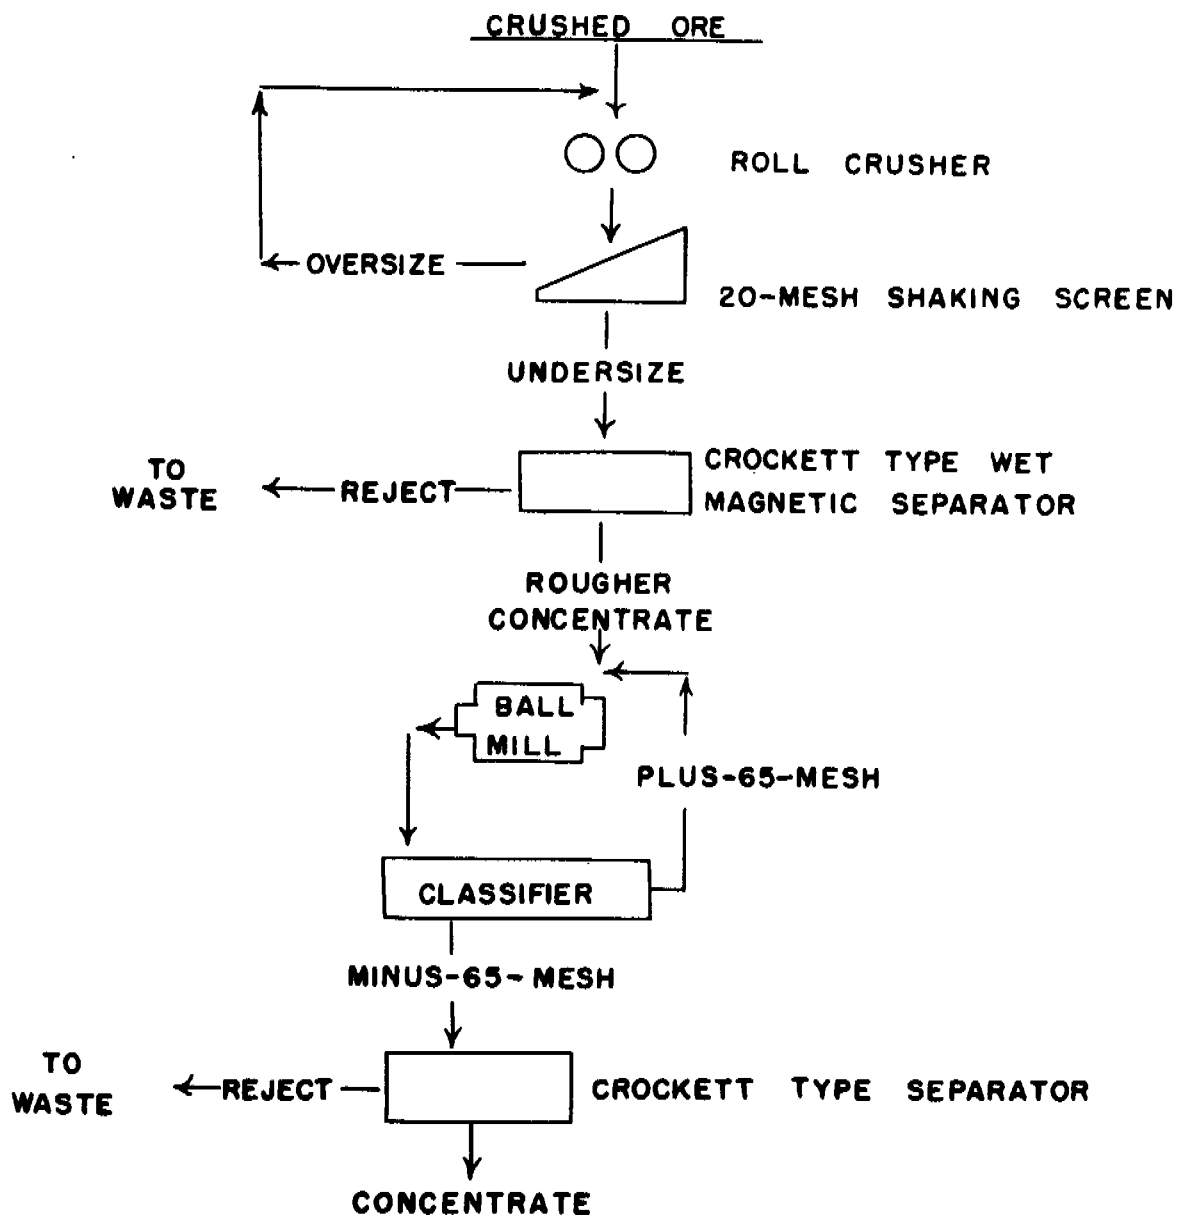 CRUSHED ORE
ROLL CRUSHER
OVERSIZE
20-MESH SHAKING SCREEN
UNDERSIZE
CROCKETT TYPE WET
MAGNETIC SEPARATOR
TO
WASTE
REJECT
ROUGHER
CONCENTRATE
BALL
MILL
PLUS-65-MESH
CLASSIFIER
MINUS-65-MESH
TO
WASTE
REJECT
CROCKETT TYPE SEPARATOR
CONCENTRATE